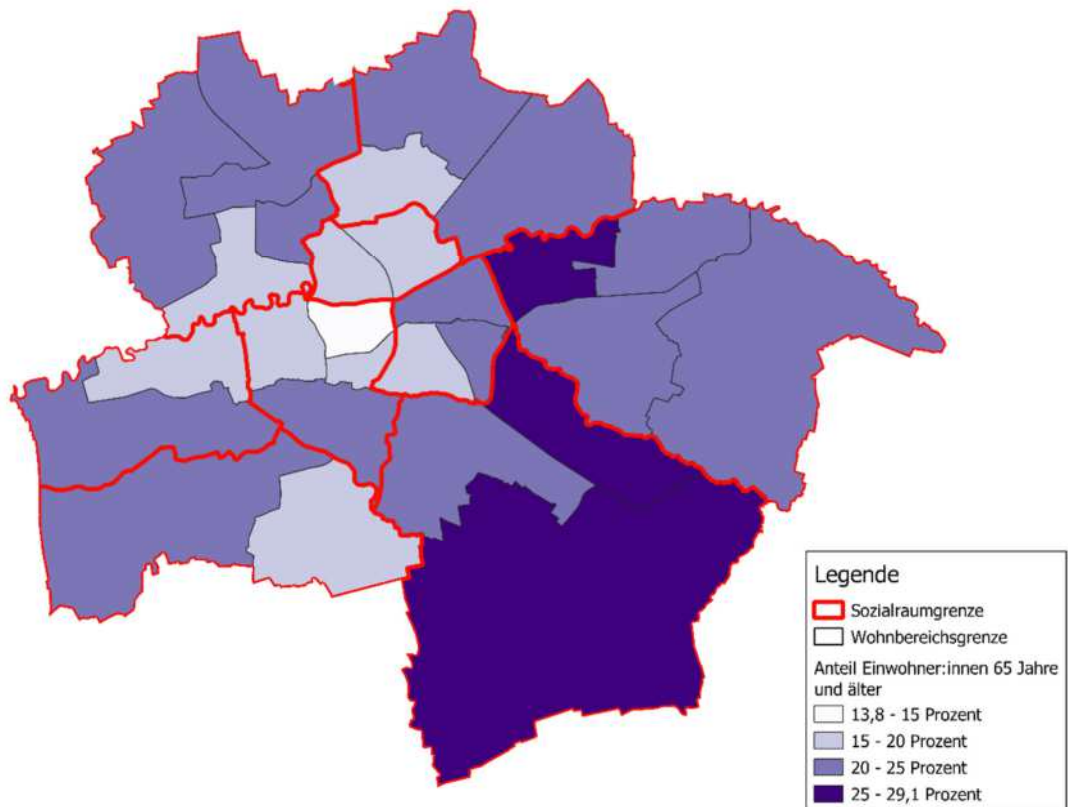 Legende
Sozialraumgrenze
Wohnbereichsgrenze
Anteil Einwohner:innen 65 Jahre
und älter
13,8 - 15 Prozent
15 - 20 Prozent
20 - 25 Prozent
25 - 29,1 Prozent